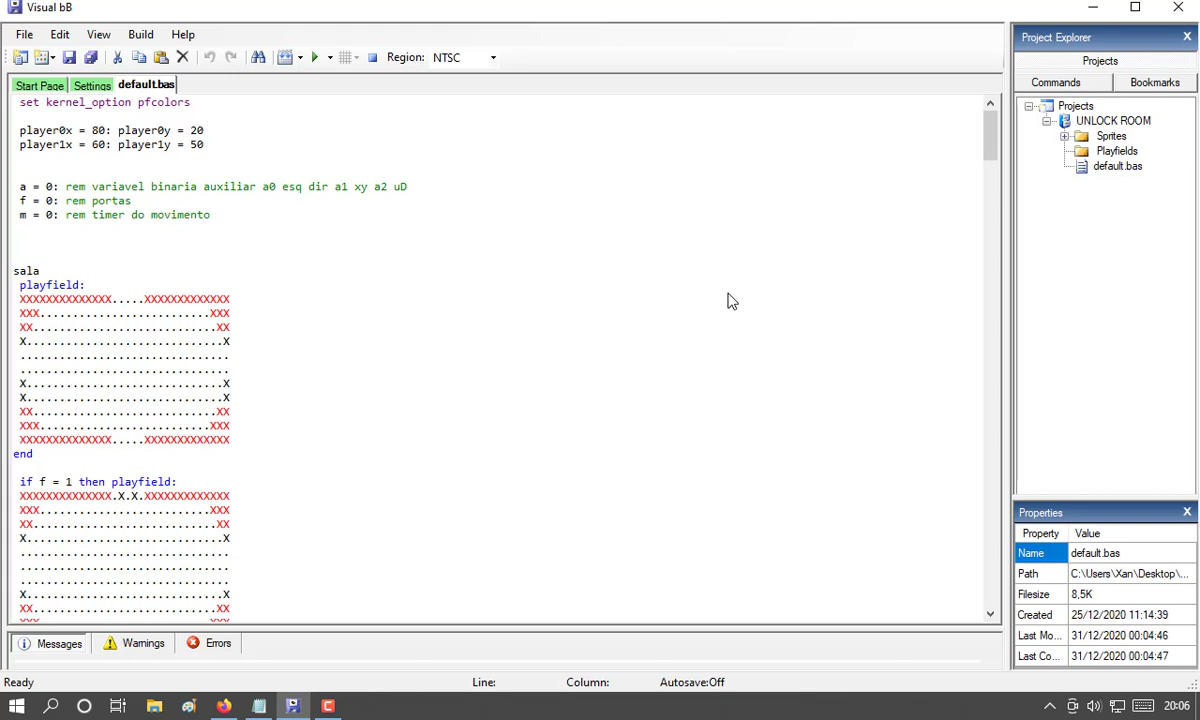 Visual bB
File Edit View Build Help
Region: NTSC
Start Page Settings default.bas
set kernel_option pfcolors
player0x = 80: player0y = 20
player1x = 60: player1y = 50
a = 0: rem variavel binaria auxiliar a0 esq dir a1 xy a2 uD
f = 0: rem portas
m = 0: rem timer do movimento
sala
playfield:
XXXXXXXXXXXXXX.....XXXXXXXXXXXXX
XXX..........................XXX
XX............................XX
X..............................X
................................
................................
X..............................X
X..............................X
XX............................XX
XXX..........................XXX
XXXXXXXXXXXXXX.....XXXXXXXXXXXXX
end
if f = 1 then playfield:
XXXXXXXXXXXXXX.X.X.XXXXXXXXXXXXX
XXX..........................XXX
XX............................XX
X..............................X
................................
................................
................................
X..............................X
XX............................XX
XXX..........................XXX
Project Explorer X
Projects
Commands Bookmarks
Projects
UNLOCK ROOM
Sprites
Playfields
default.bas
Properties X
Property Value
Name default.bas
Path C:\Users\Xan\Desktop\...
Filesize 8,5K
Created 25/12/2020 11:14:39
Last Mo... 31/12/2020 00:04:46
Last Co... 31/12/2020 00:04:47
Messages Warnings Errors
Ready Line: Column: Autosave:Off
20:06